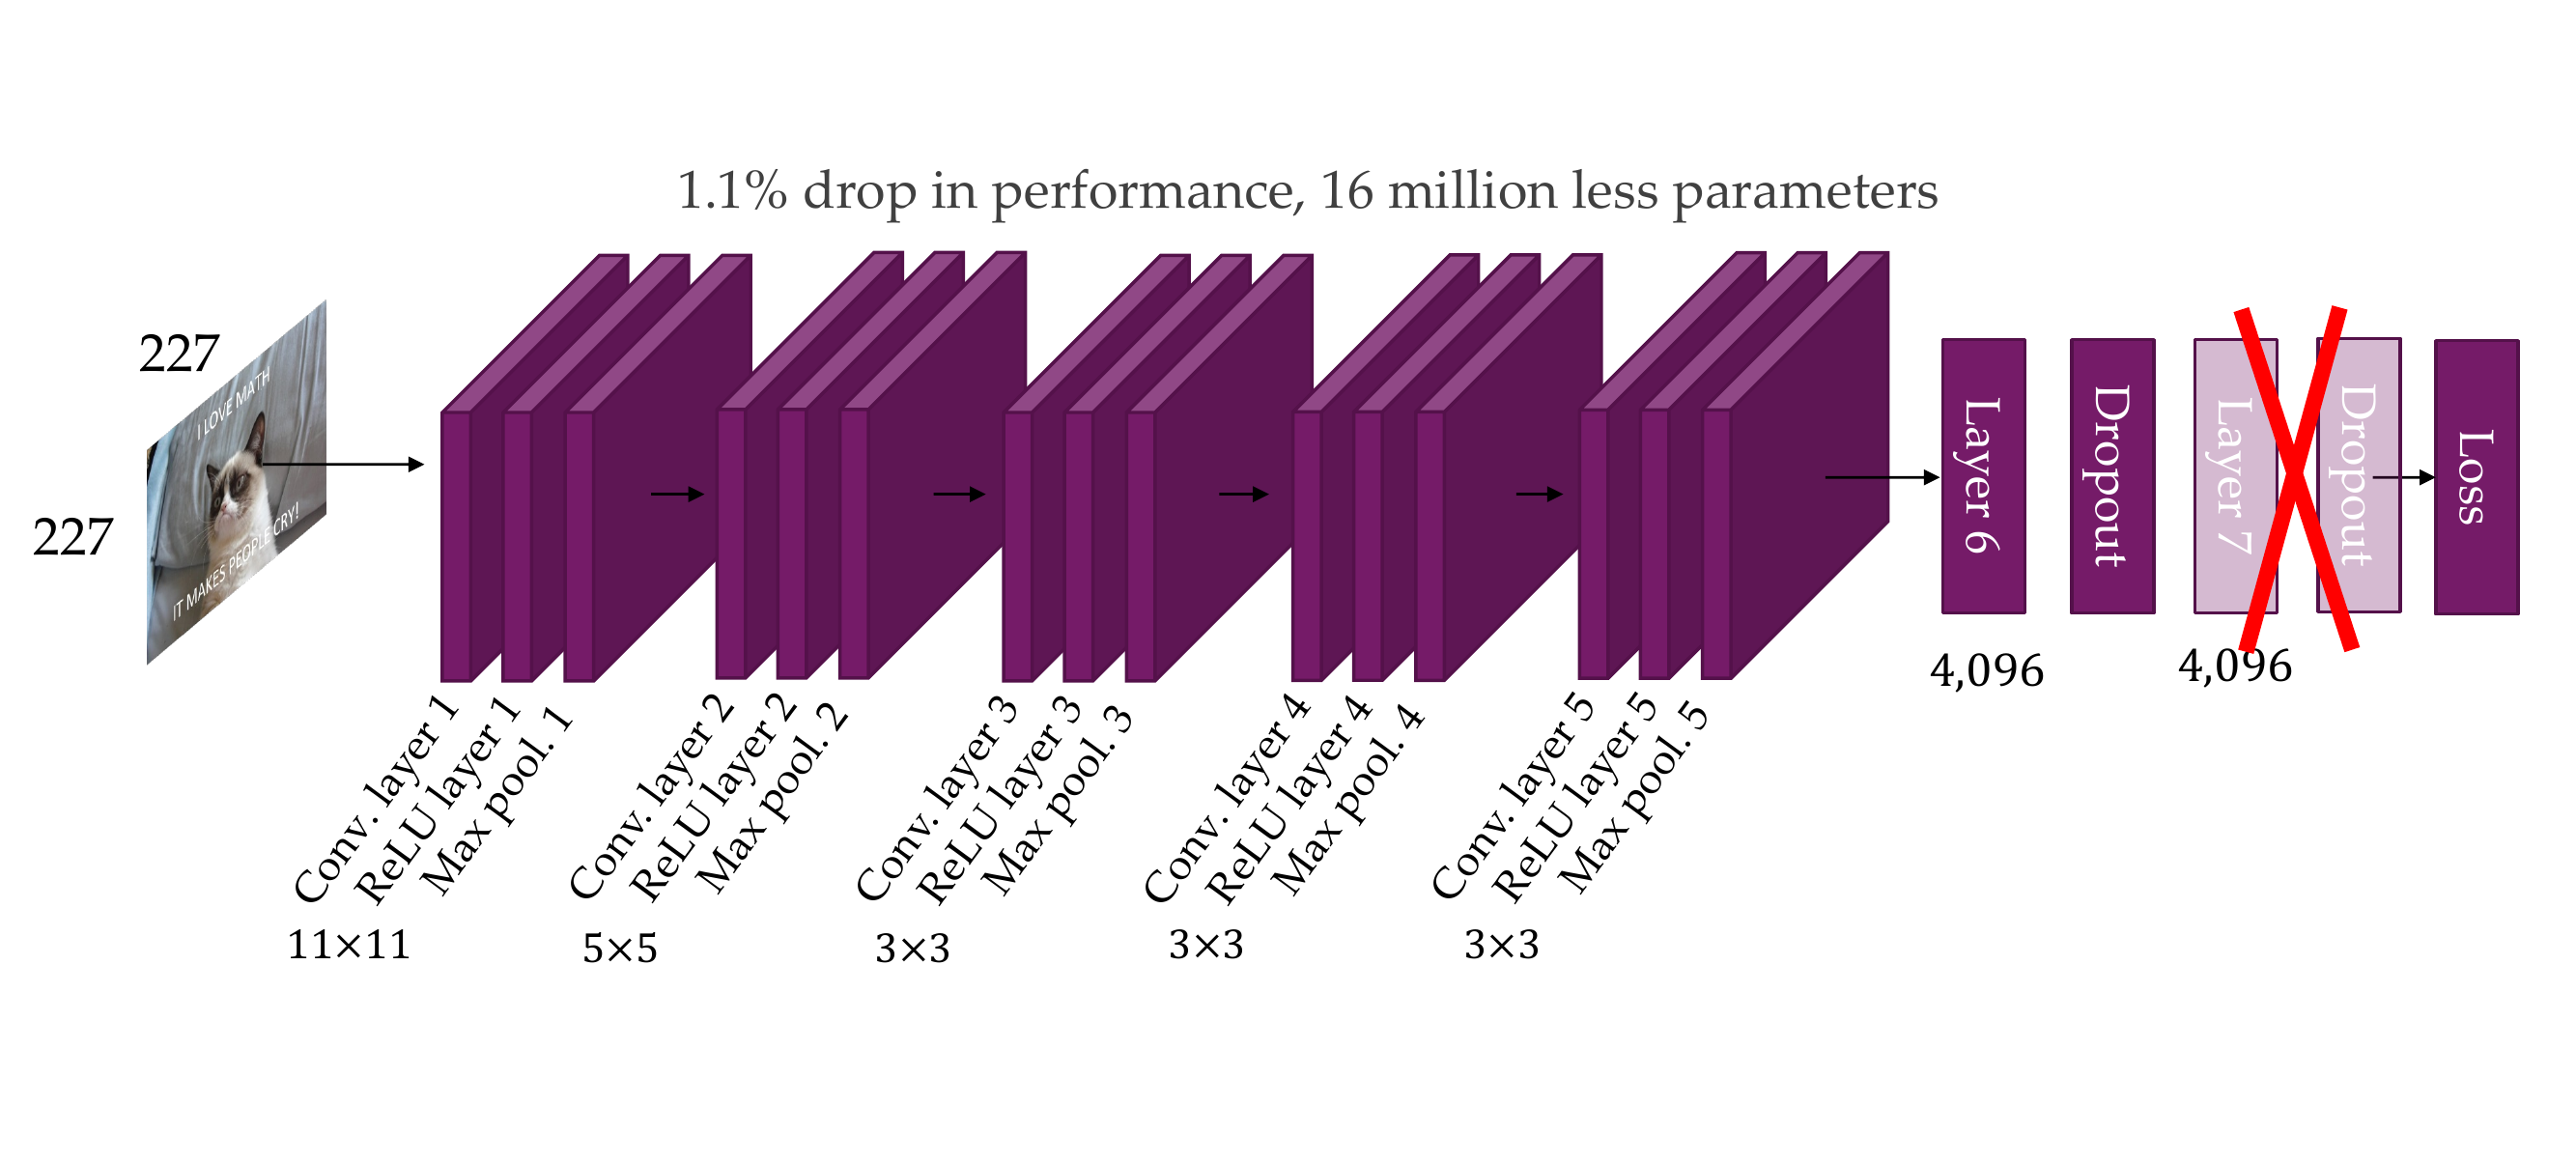 1.1% drop in performance, 16 million less parameters
227
227
I LOVE MATH
IT MAKES PEOPLE CRY!
Conv. layer 1
ReLU layer 1
Max pool. 1
11×11
Conv. layer 2
ReLU layer 2
Max pool. 2
5×5
Conv. layer 3
ReLU layer 3
Max pool. 3
3×3
Conv. layer 4
ReLU layer 4
Max pool. 4
3×3
Conv. layer 5
ReLU layer 5
Max pool. 5
3×3
Layer 6
4,096
Dropout
Layer 7
4,096
Dropout
Loss